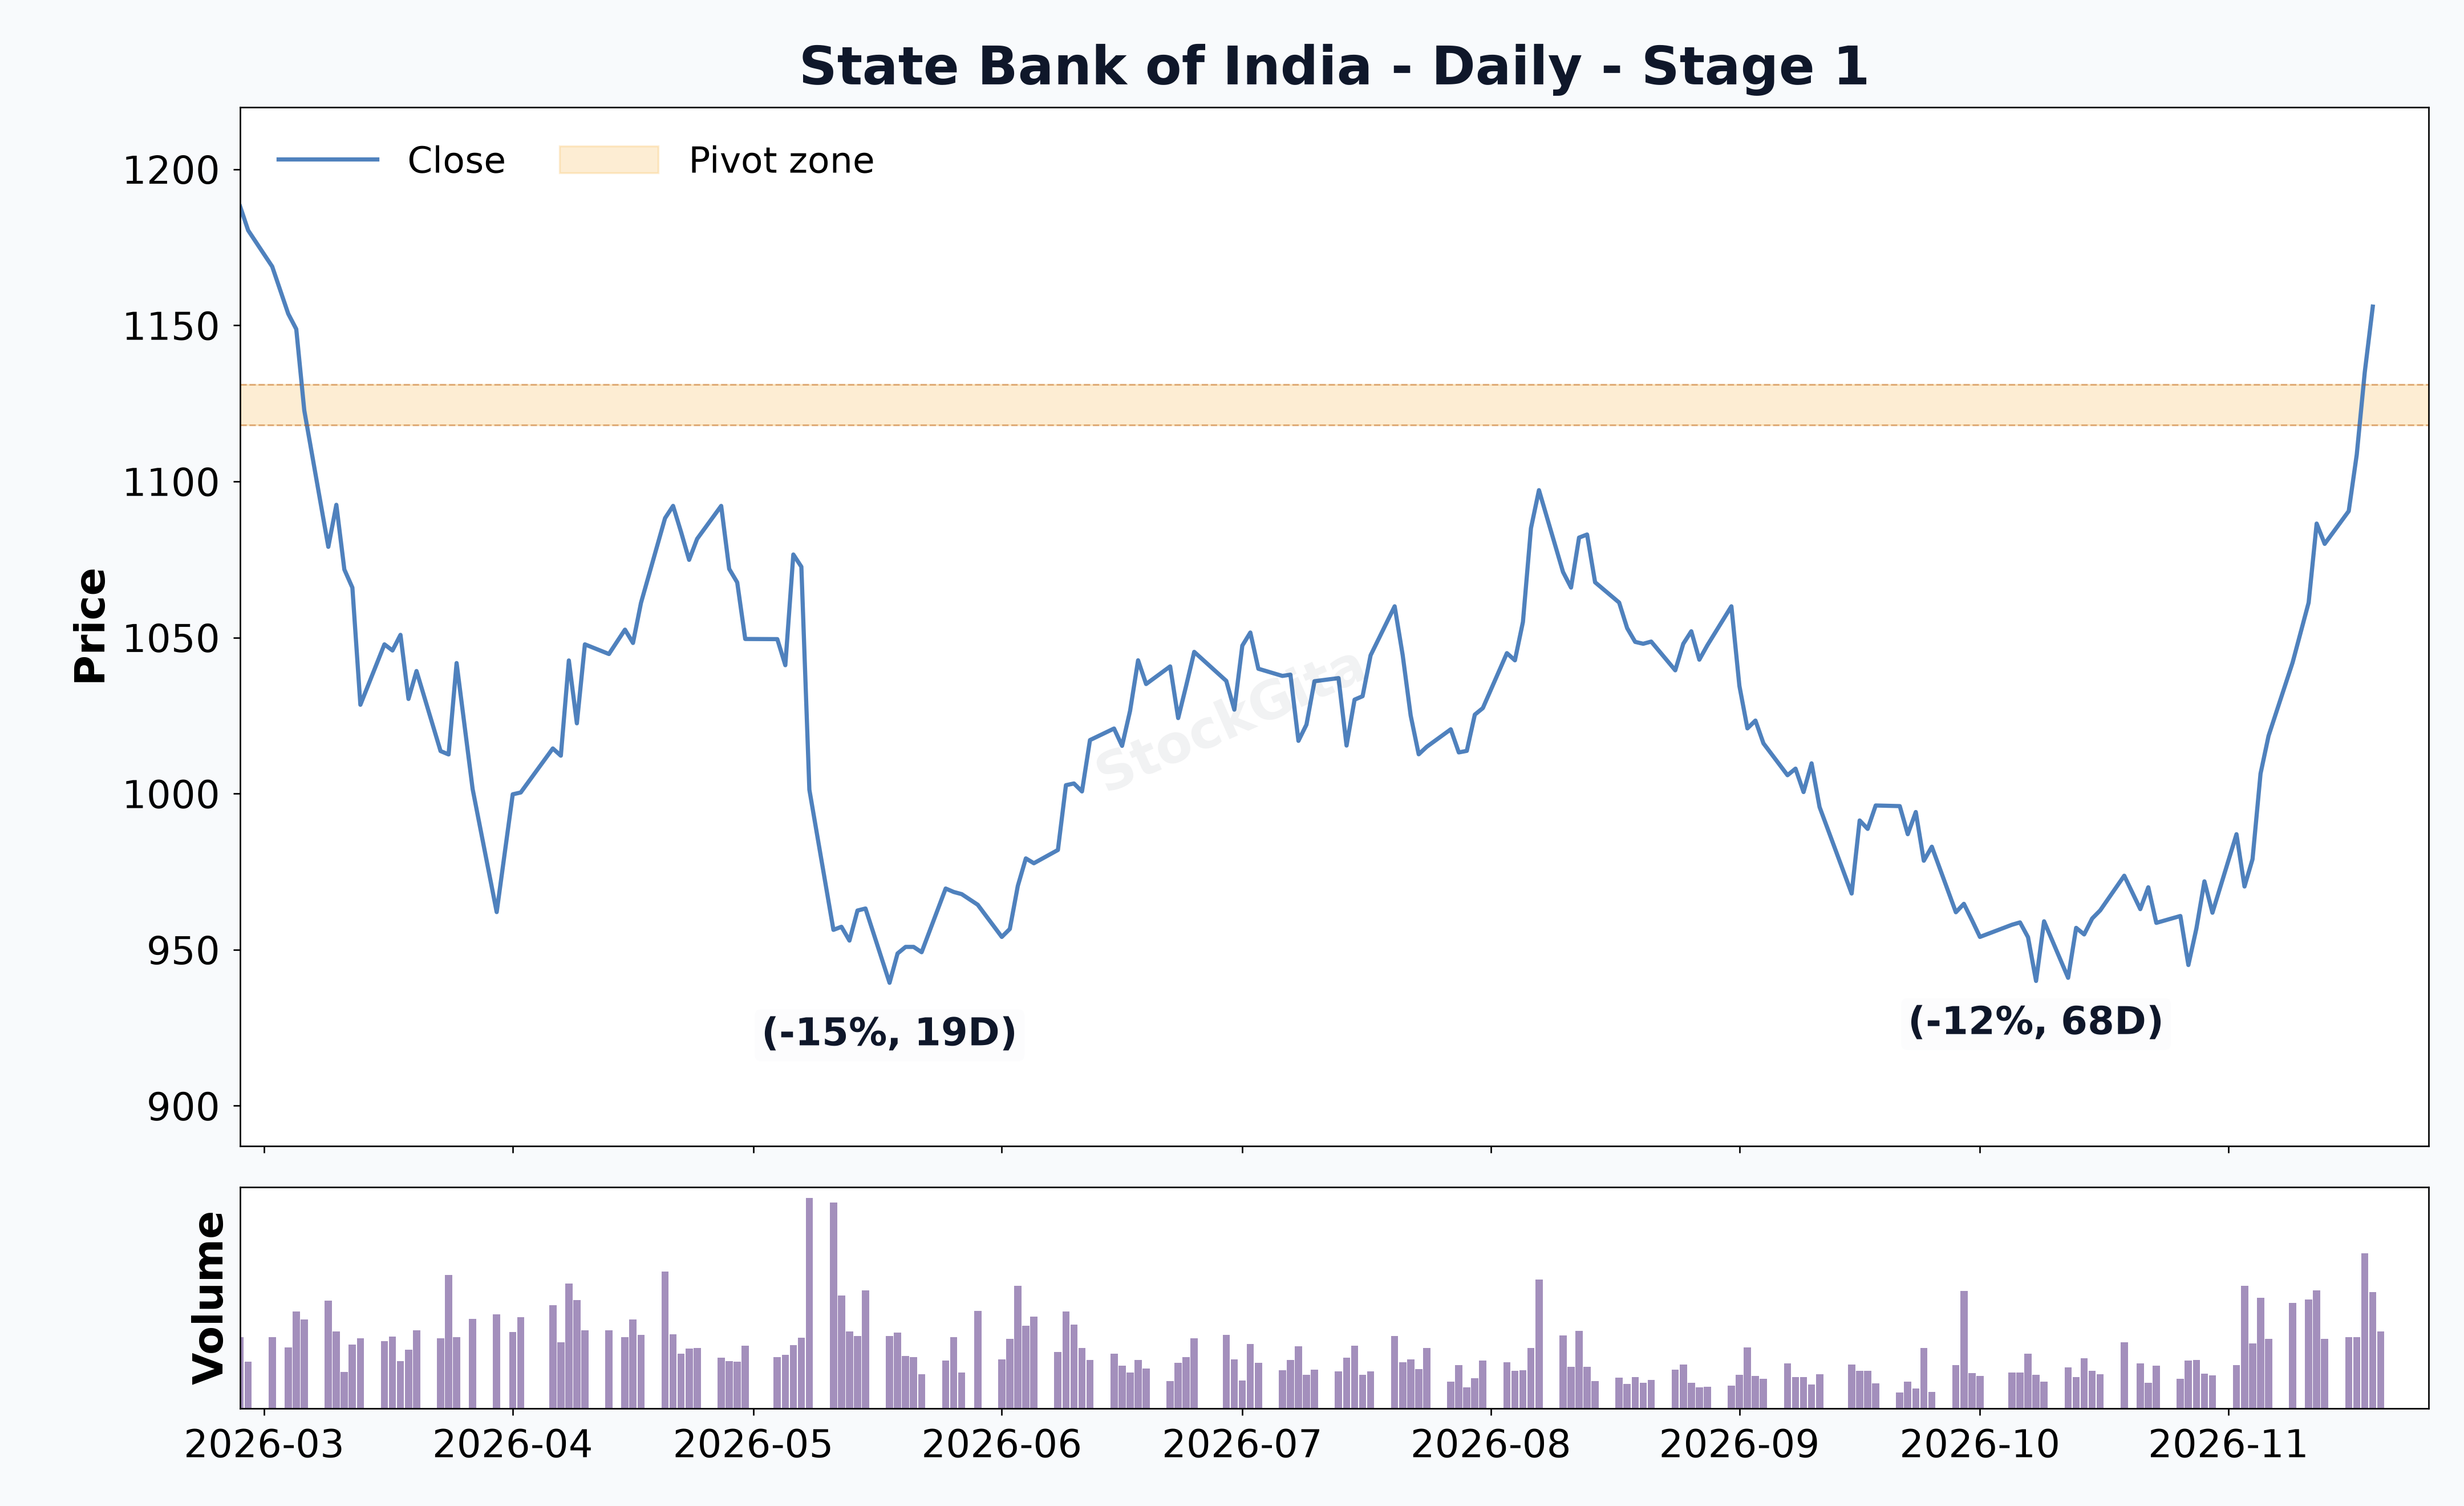 State Bank of India - Daily - Stage 1
Close
Pivot zone
1200
1150
1100
1050
1000
950
900
Price
StockGita
(-15%, 19D)
(-12%, 68D)
Volume
2026-03
2026-04
2026-05
2026-06
2026-07
2026-08
2026-09
2026-10
2026-11